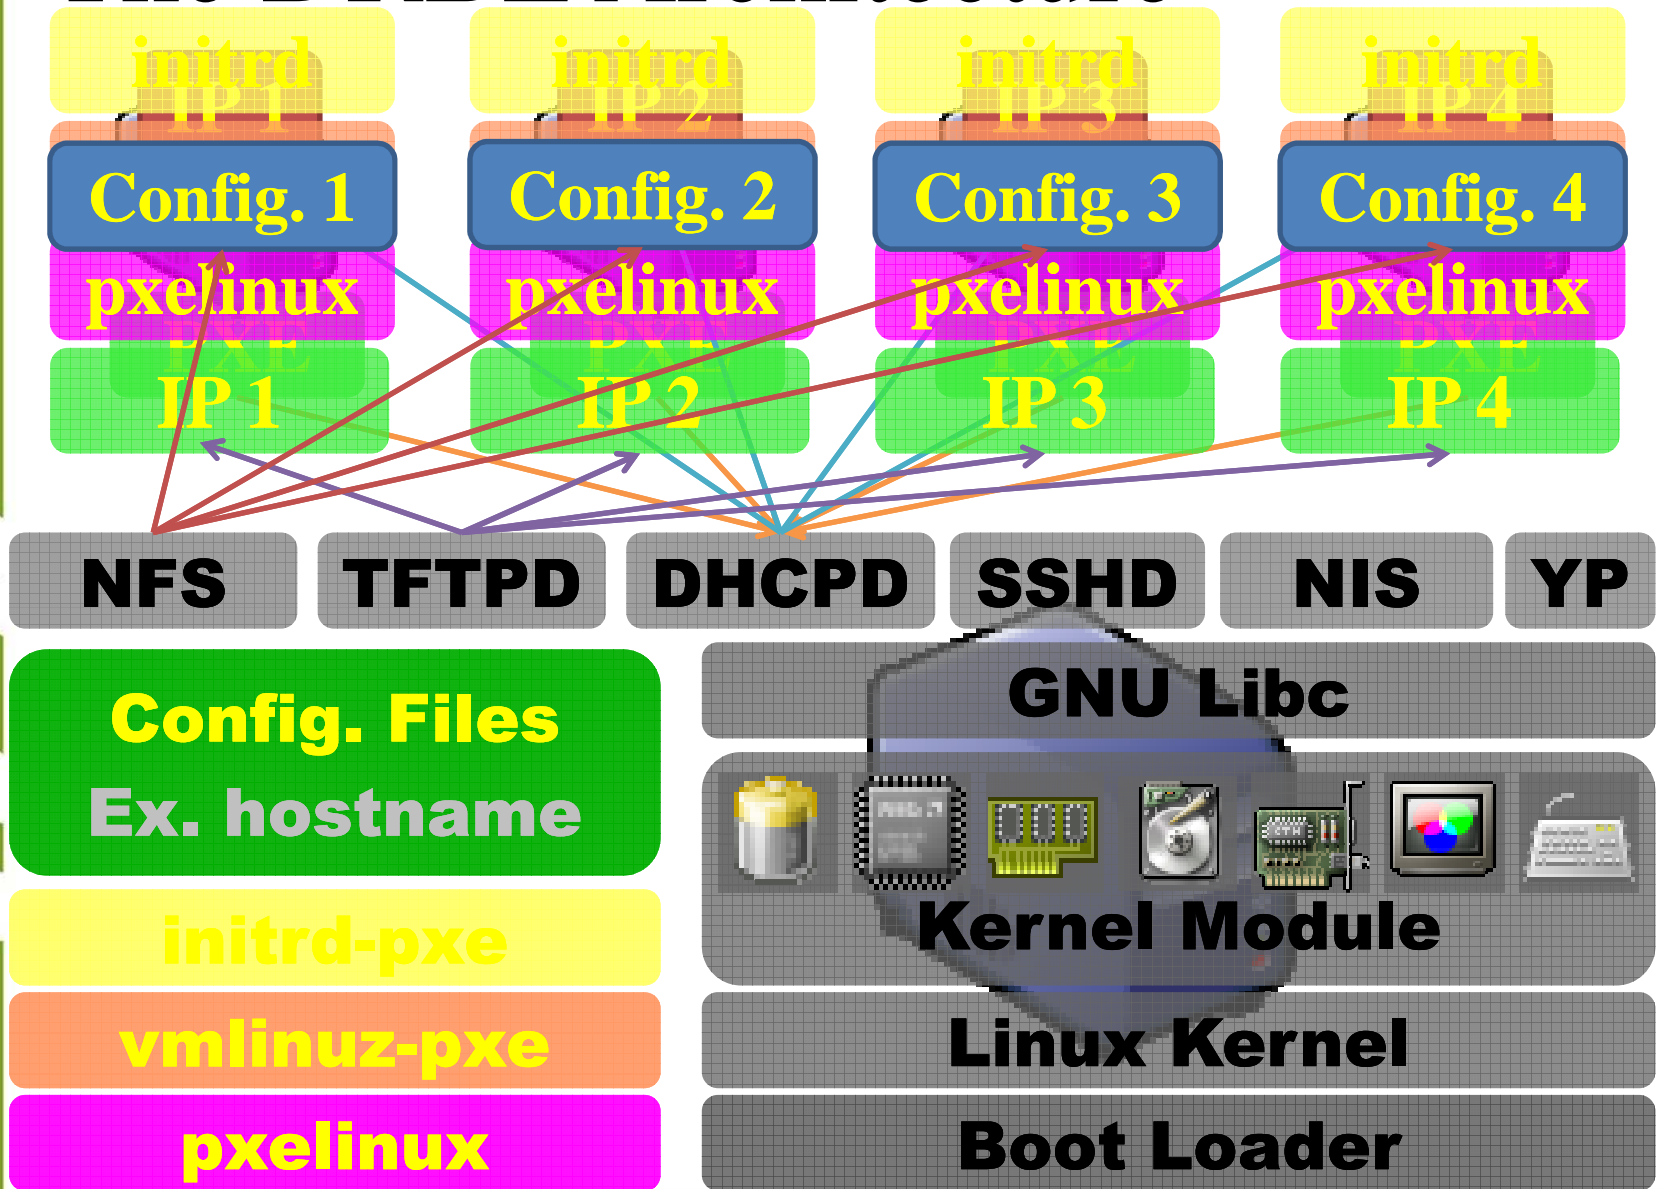 initrd initrd initrd initrd
IP 1 IP 2 IP 3 IP 4
Config. 1 Config. 2 Config. 3 Config. 4
pxelinux pxelinux pxelinux pxelinux
PXE PXE PXE PXE
IP 1 IP 2 IP 3 IP 4
NFS TFTPD DHCPD SSHD NIS YP
Config. Files
Ex. hostname
initrd-pxe
vmlinuz-pxe
pxelinux
GNU Libc
Kernel Module
Linux Kernel
Boot Loader